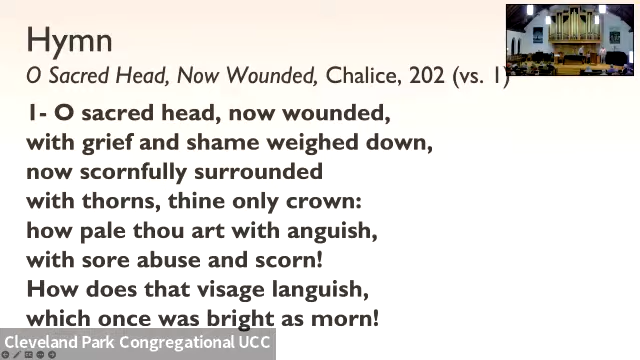 Hymn
O Sacred Head, Now Wounded, Chalice, 202 (vs. 1)
1- O sacred head, now wounded,
with grief and shame weighed down,
now scornfully surrounded
with thorns, thine only crown:
how pale thou art with anguish,
with sore abuse and scorn!
How does that visage languish,
which once was bright as morn!
Cleveland Park Congregational UCC